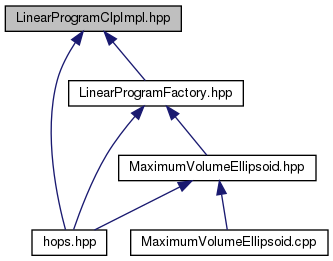 LinearProgramClpImpl.hpp
LinearProgramFactory.hpp
MaximumVolumeEllipsoid.hpp
hops.hpp
MaximumVolumeEllipsoid.cpp